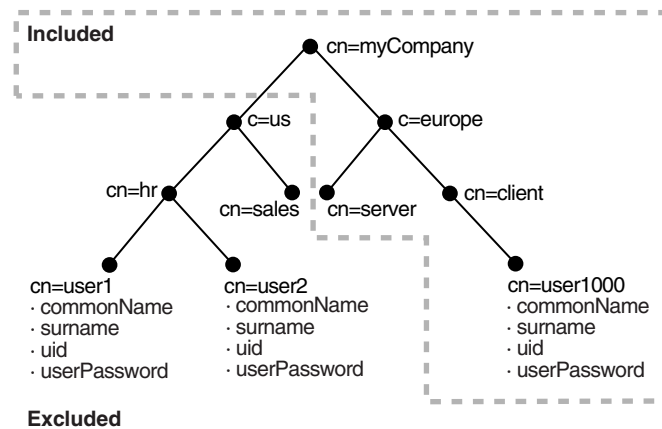 Included
cn=myCompany
c=us
c=europe
cn=hr
cn=sales
cn=server
cn=client
cn=user1
· commonName
· surname
· uid
· userPassword
cn=user2
· commonName
· surname
· uid
· userPassword
cn=user1000
· commonName
· surname
· uid
· userPassword
Excluded